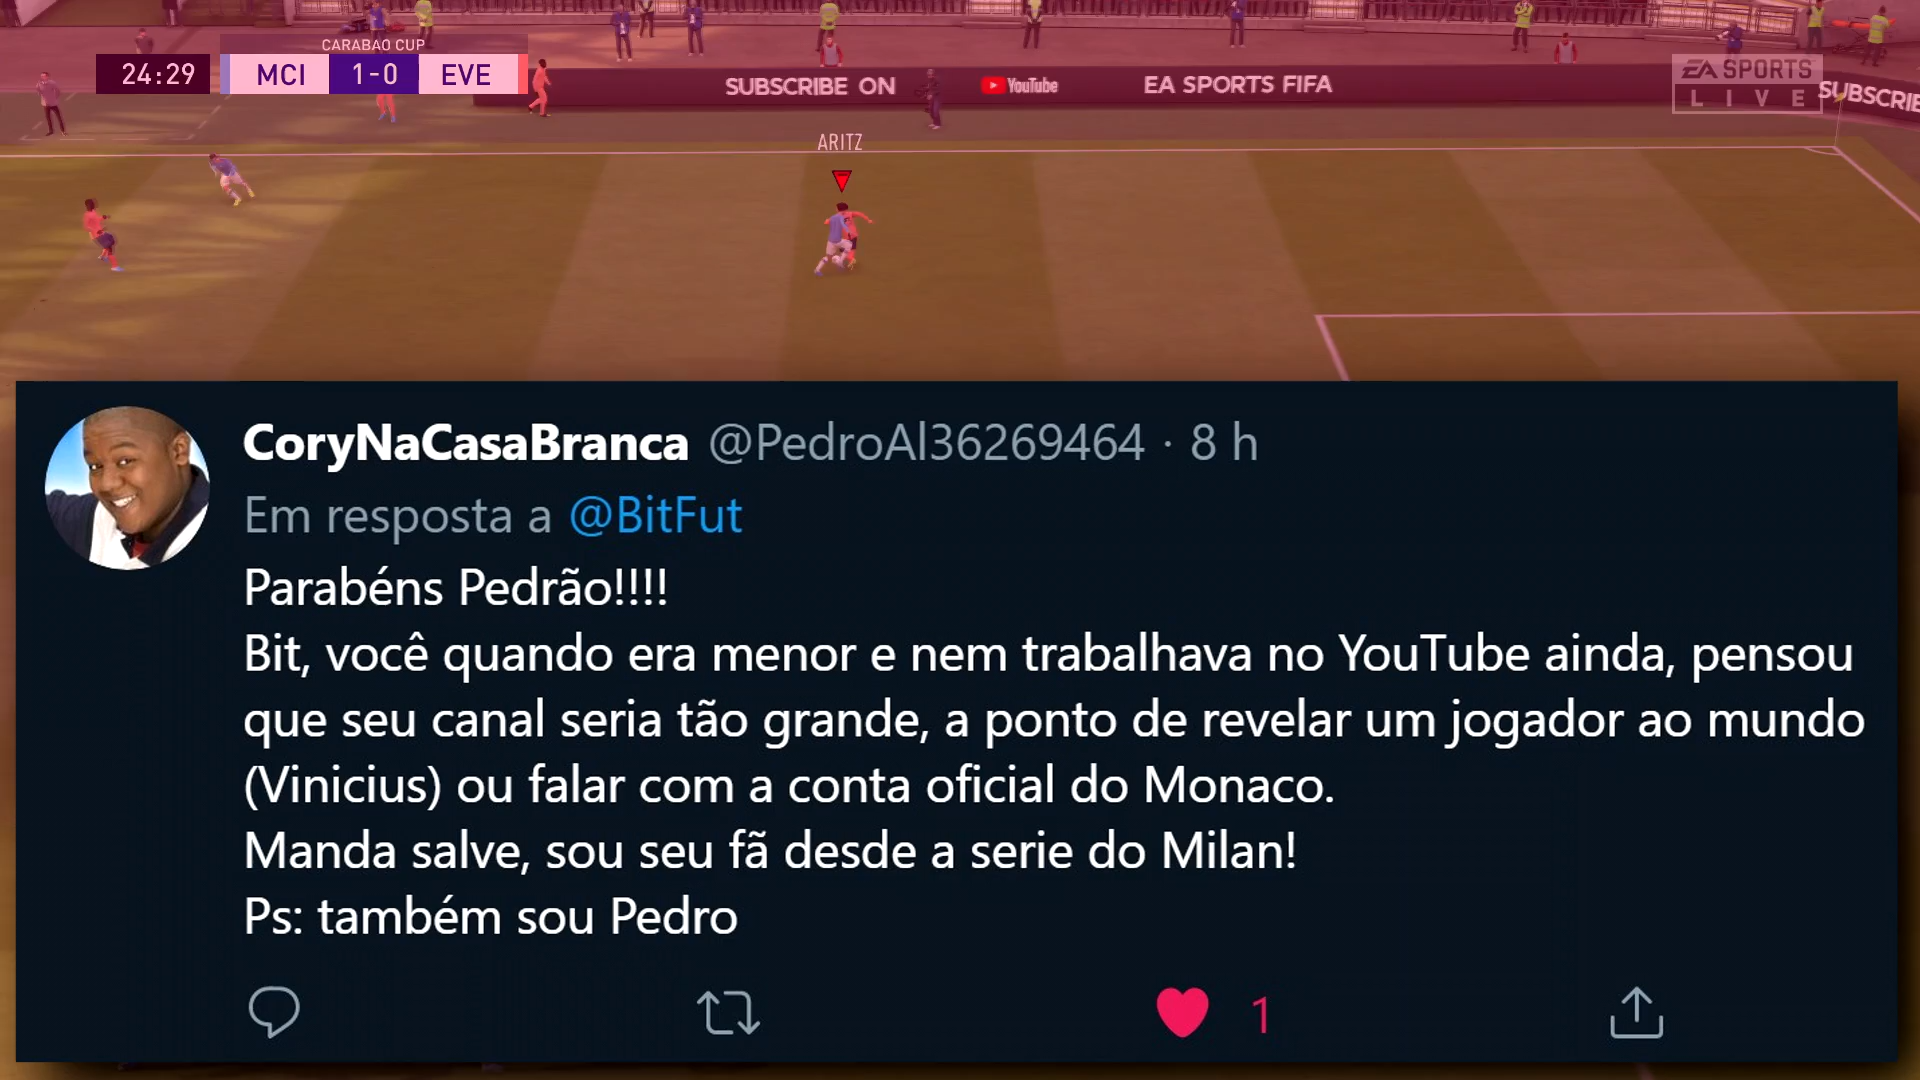 CARABAO CUP
24:29 MCI 1-0 EVE
SUBSCRIBE ON YouTube EA SPORTS FIFA
EA SPORTS
LIVE
SUBSCRIBE
ARITZ
CoryNaCasaBranca @PedroAl36269464 · 8 h
Em resposta a @BitFut
Parabéns Pedrão!!!!
Bit, você quando era menor e nem trabalhava no YouTube ainda, pensou
que seu canal seria tão grande, a ponto de revelar um jogador ao mundo
(Vinicius) ou falar com a conta oficial do Monaco.
Manda salve, sou seu fã desde a serie do Milan!
Ps: também sou Pedro
1